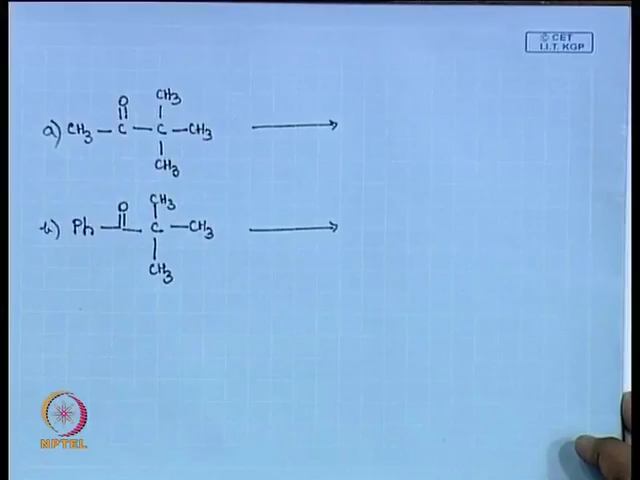 © CET
I.I.T. KGP
CH3
O
a) CH3 — C — C — CH3
CH3
CH3
O
b) Ph — C — CH3
CH3
NPTEL